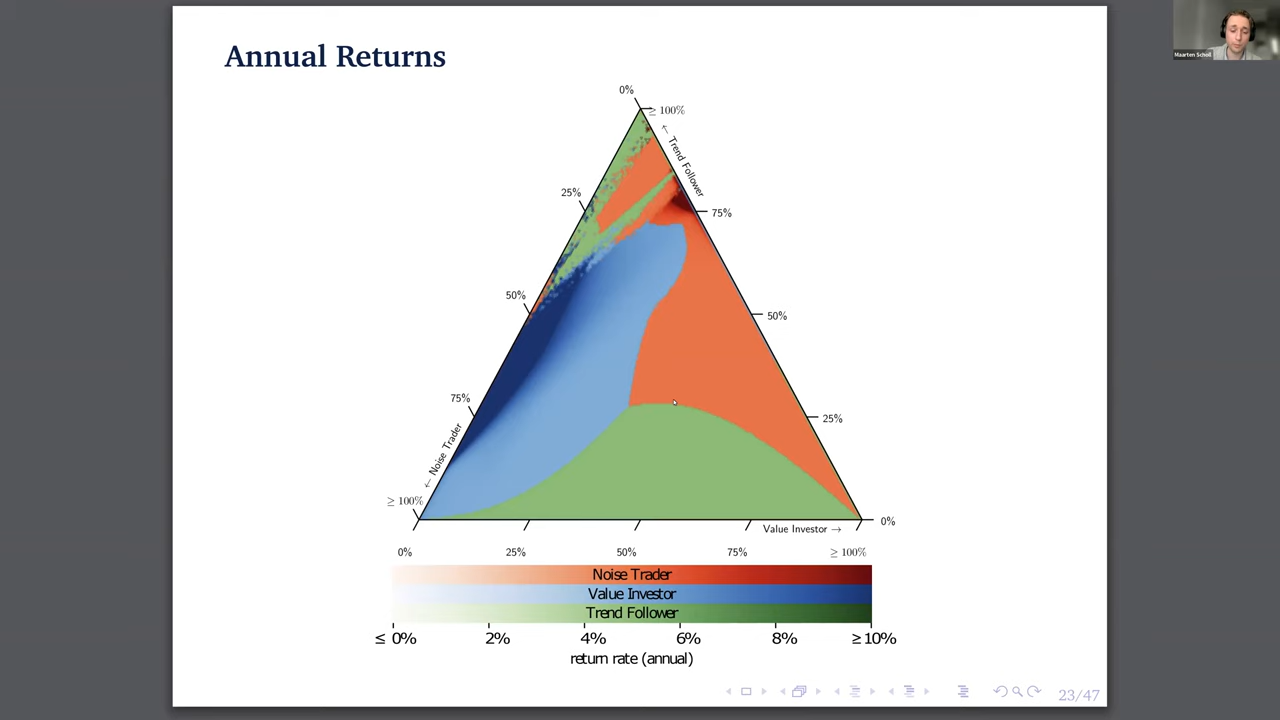 Annual Returns
Maarten Scholl
0%
≥ 100%
← Trend Follower
25%
75%
50%
50%
75%
25%
← Noise Trader
≥ 100%
0%
Value Investor →
0%
25%
50%
75%
≥ 100%
Noise Trader
Value Investor
Trend Follower
≤ 0%
2%
4%
6%
8%
≥10%
return rate (annual)
23/47